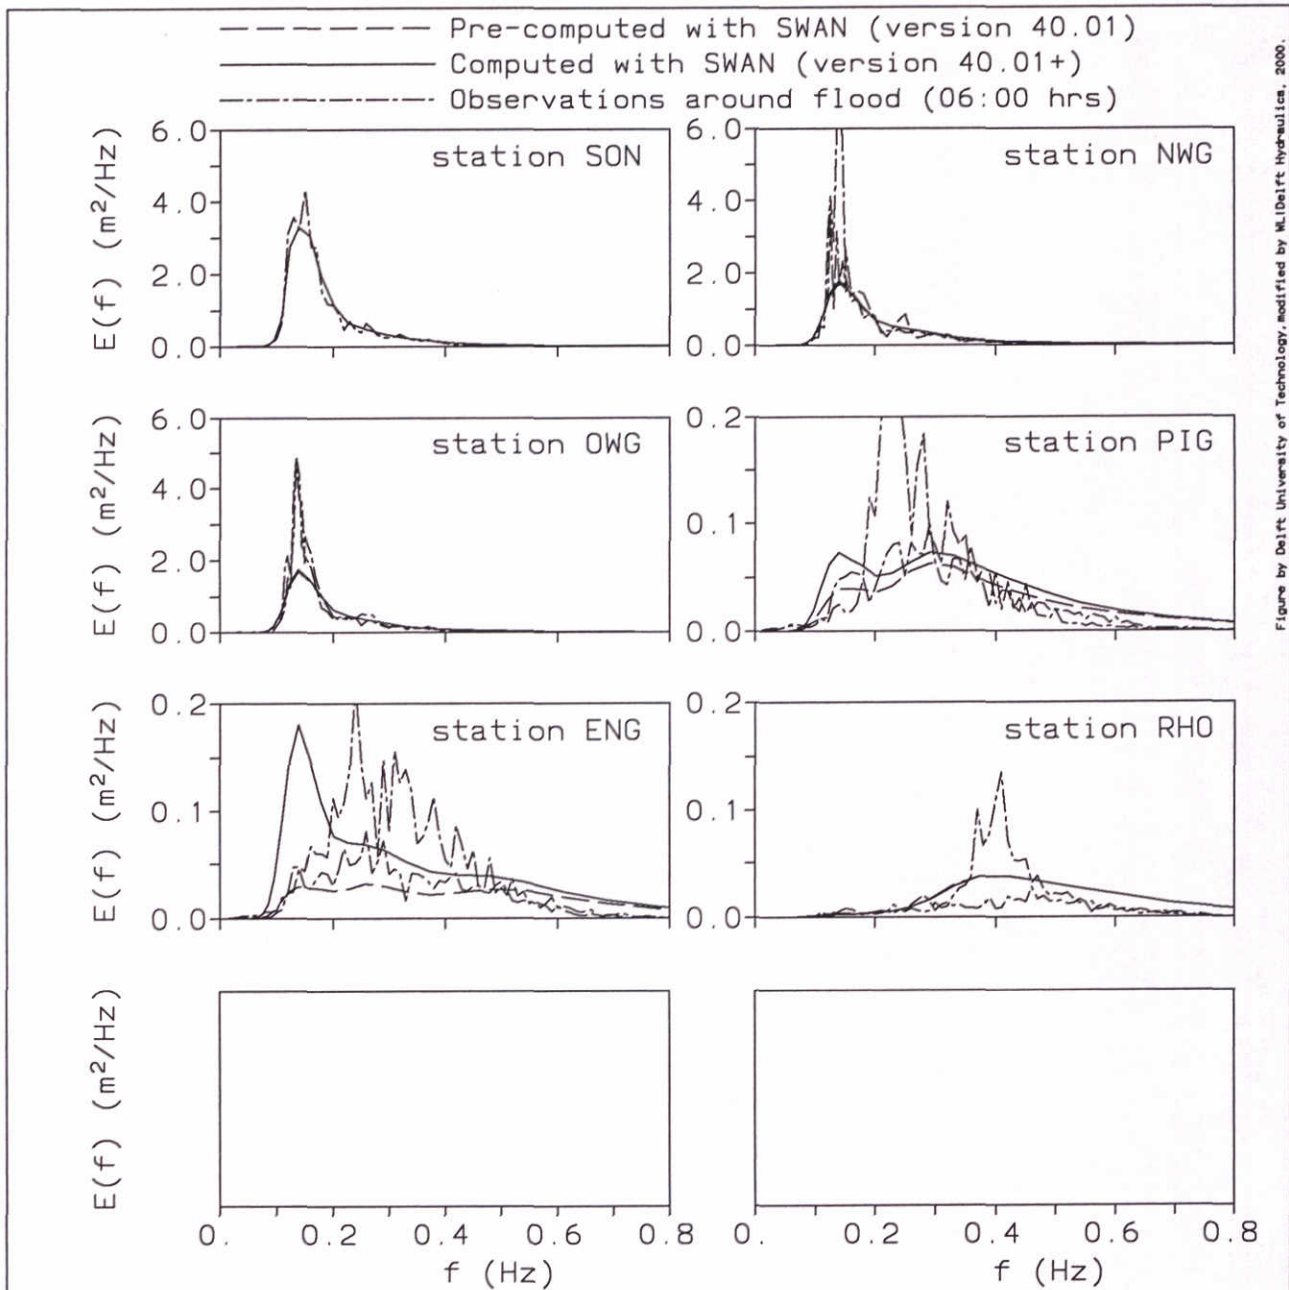 Pre-computed with SWAN (version 40.01)
Computed with SWAN (version 40.01+)
Observations around flood (06:00 hrs)
E(f) (m²/Hz)
6.0
4.0
2.0
0.0
station SON
6.0
4.0
2.0
0.0
station NWG
E(f) (m²/Hz)
6.0
4.0
2.0
0.0
station OWG
0.2
0.1
0.0
station PIG
E(f) (m²/Hz)
0.2
0.1
0.0
station ENG
0.2
0.1
0.0
station RHO
E(f) (m²/Hz)
0. 0.2 0.4 0.6 0.8
f (Hz)
0. 0.2 0.4 0.6 0.8
f (Hz)
Figure by Delft University of Technology, modified by WL|Delft Hydraulics, 2000.